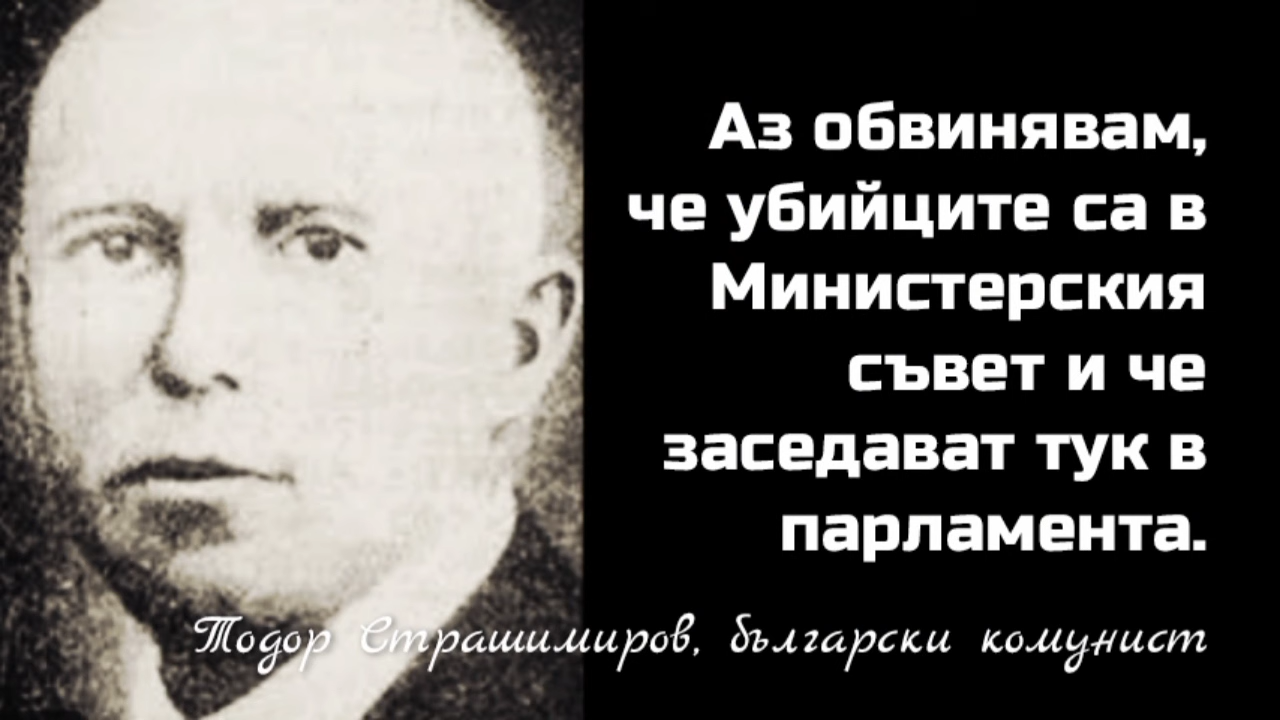 Аз обвинявам,
че убийците са в
Министерския
съвет и че
заседават тук в
парламента.
Тодор Страшимиров, български комунист